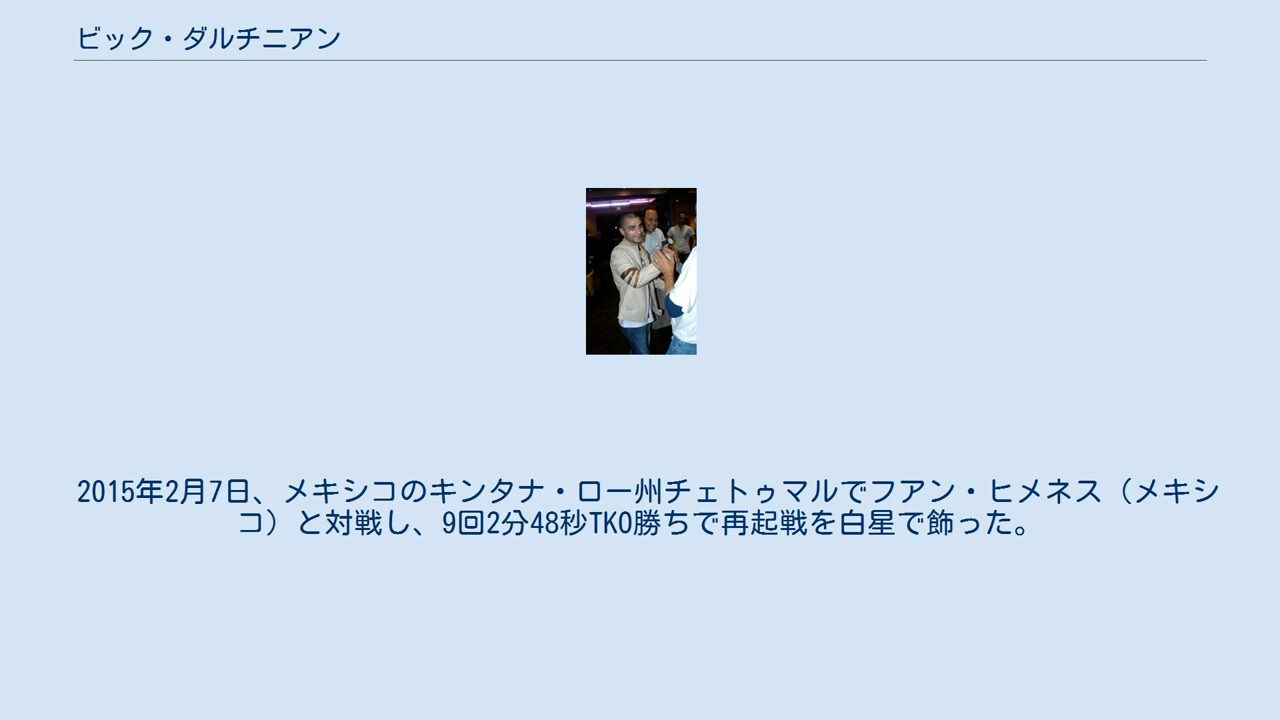 ビック・ダルチニアン
2015年2月7日、メキシコのキンタナ・ロー州チェトゥマルでフアン・ヒメネス（メキシ
コ）と対戦し、9回2分48秒TKO勝ちで再起戦を白星で飾った。